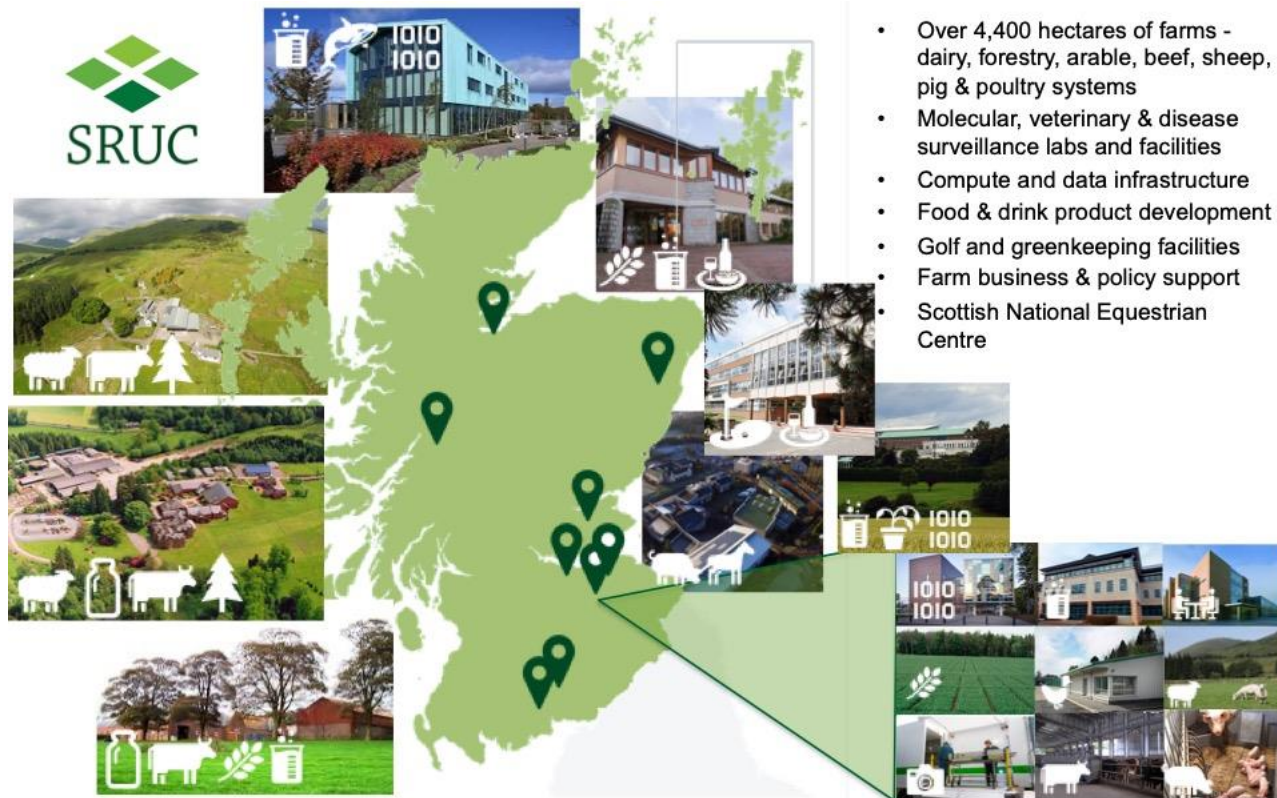 SRUC
1010
1010
• Over 4,400 hectares of farms -
dairy, forestry, arable, beef, sheep,
pig & poultry systems
• Molecular, veterinary & disease
surveillance labs and facilities
• Compute and data infrastructure
• Food & drink product development
• Golf and greenkeeping facilities
• Farm business & policy support
• Scottish National Equestrian
Centre
1010
1010
1010
1010